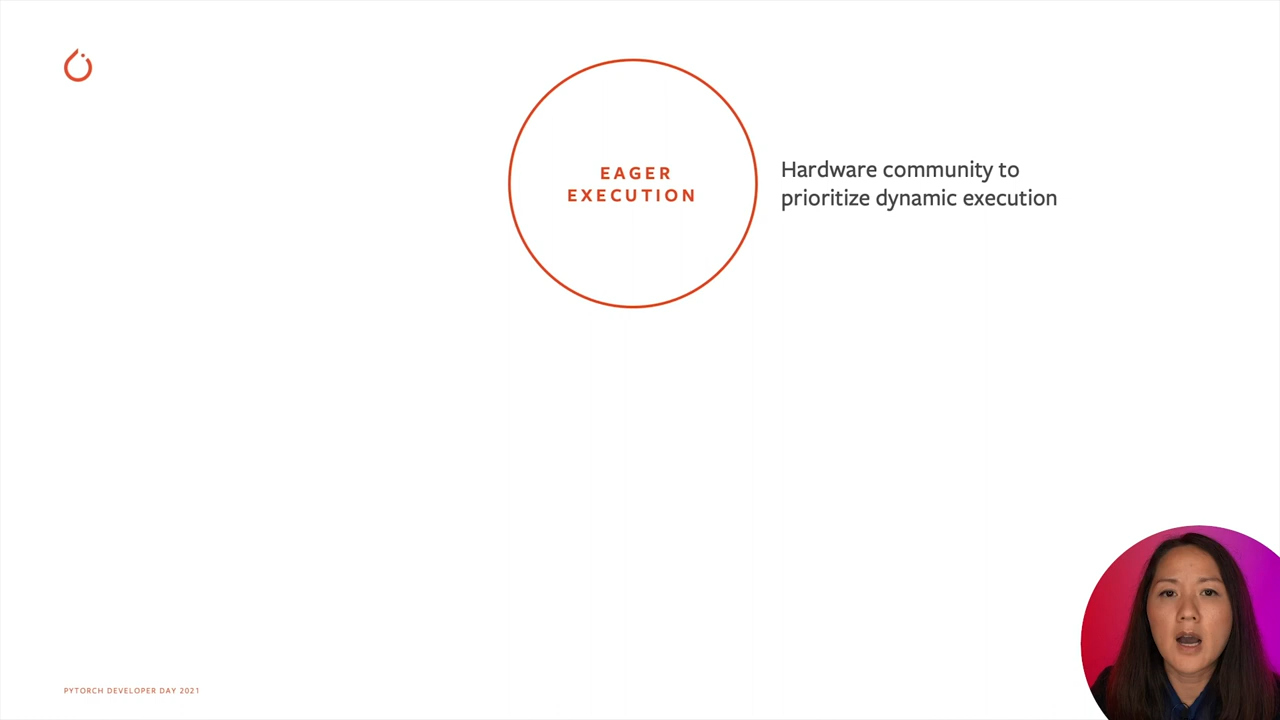 EAGER
EXECUTION
Hardware community to
prioritize dynamic execution
PYTORCH DEVELOPER DAY 2021